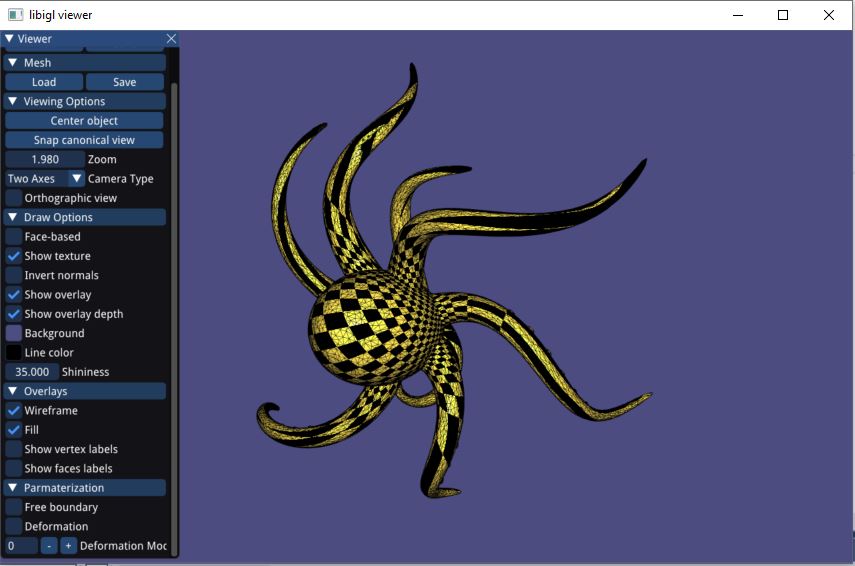 libigl viewer
Viewer
Mesh
Load Save
Viewing Options
Center object
Snap canonical view
1.980 Zoom
Two Axes Camera Type
Orthographic view
Draw Options
Face-based
Show texture
Invert normals
Show overlay
Show overlay depth
Background
Line color
35.000 Shininess
Overlays
Wireframe
Fill
Show vertex labels
Show faces labels
Parmaterization
Free boundary
Deformation
0 - + Deformation Moc